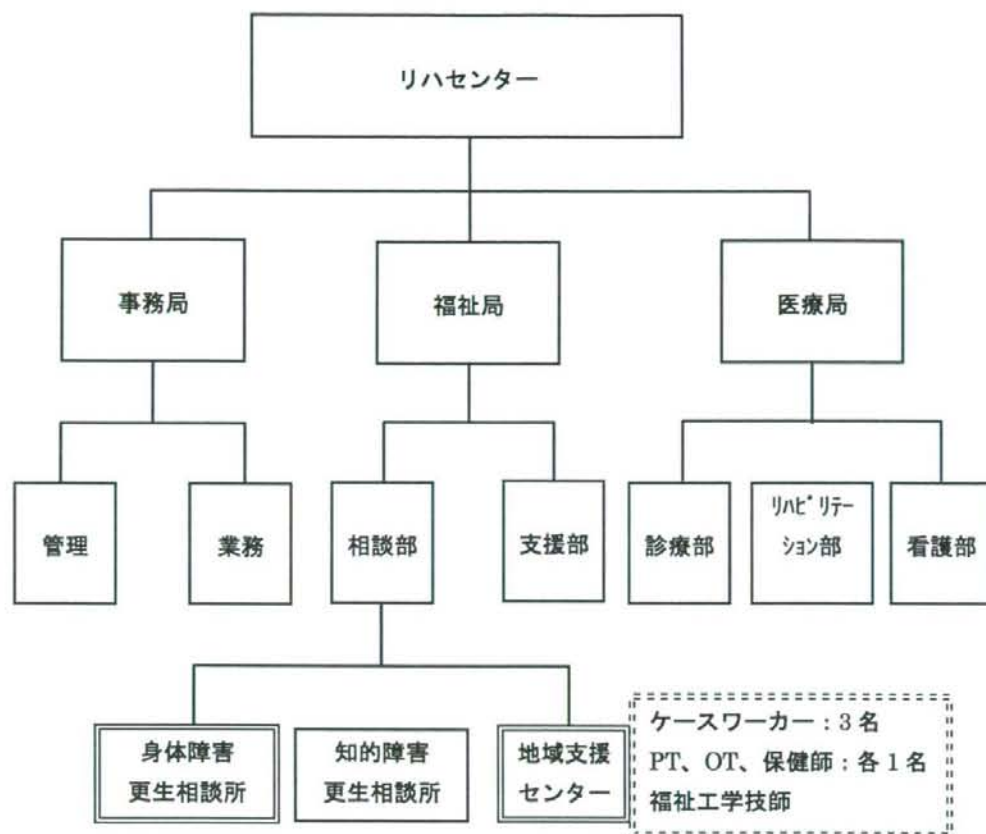 リハセンター
事務局
福祉局
医療局
管理
業務
相談部
支援部
診療部
ﾘﾊﾋﾞﾘﾃｰ
ｼｮﾝ部
看護部
身体障害
更生相談所
知的障害
更生相談所
地域支援
センター
ケースワーカー：3 名
PT、OT、保健師：各 1 名
福祉工学技師